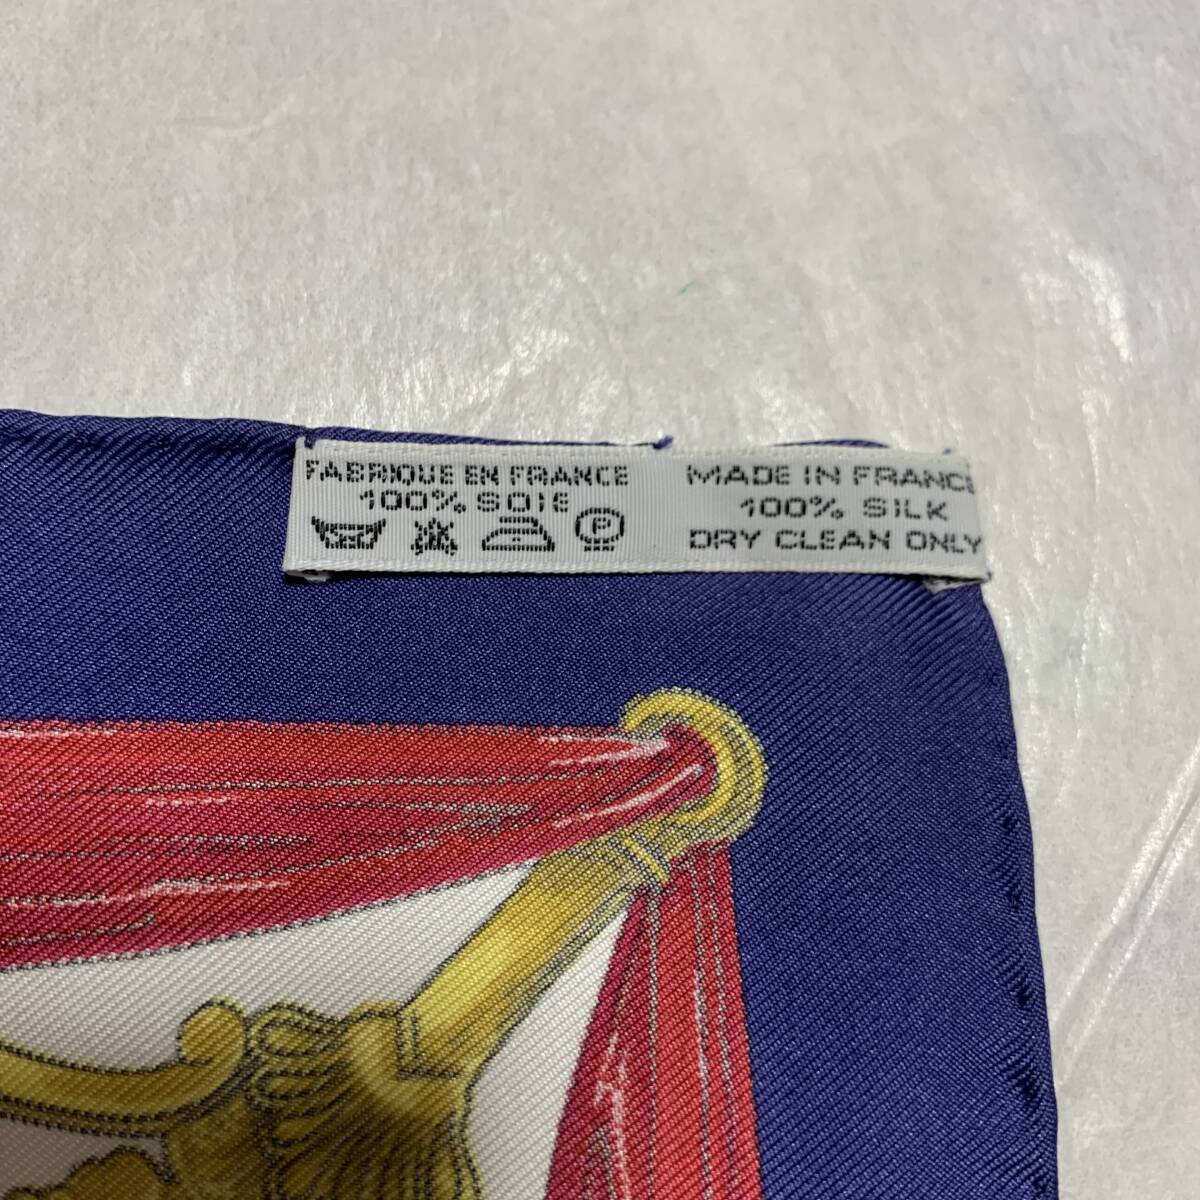 FABRIQUE EN FRANCE
100% SOIE
P
MADE IN FRANCE
100% SILK
DRY CLEAN ONLY